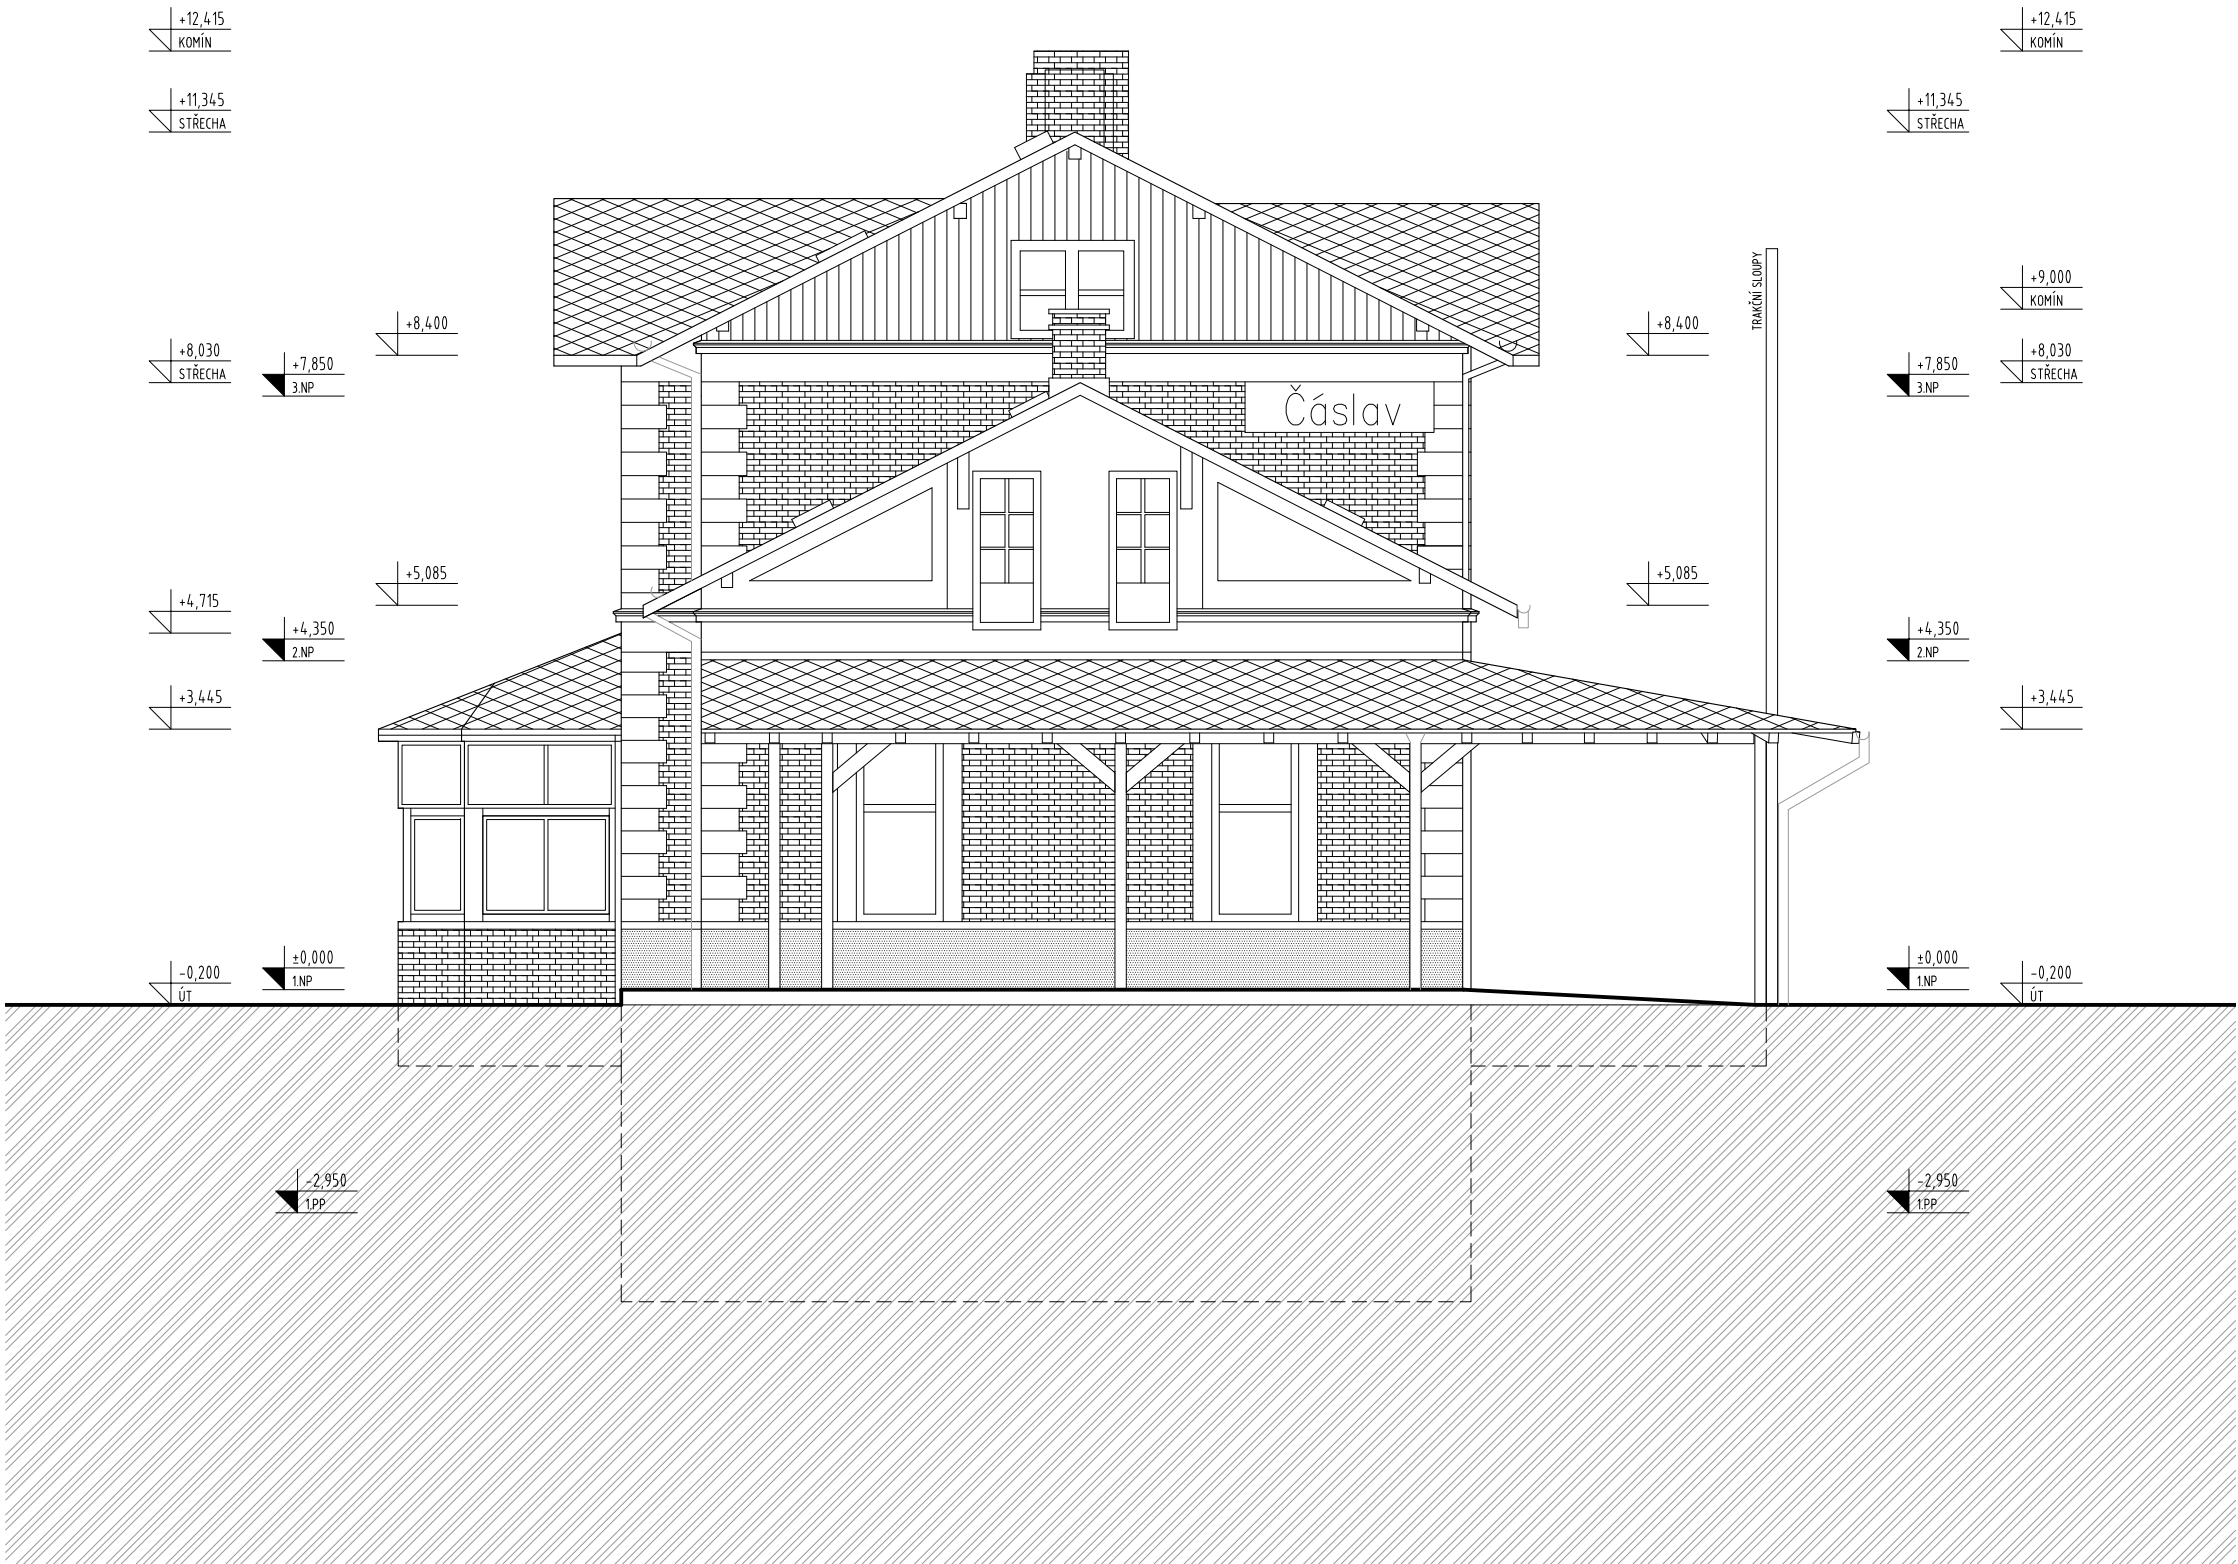 +12,415
KOMÍN
+12,415
KOMÍN
+11,345
STŘECHA
+11,345
STŘECHA
TRAKČNÍ SLOUPY
+9,000
KOMÍN
+8,400
+8,400
+8,030
STŘECHA
+7,850
3.NP
+7,850
3.NP
+8,030
STŘECHA
Čáslav
+5,085
+5,085
+4,715
+4,350
2.NP
+4,350
2.NP
+3,445
+3,445
±0,000
1.NP
±0,000
1.NP
-0,200
ÚT
-0,200
ÚT
-2,950
1.PP
-2,950
1.PP